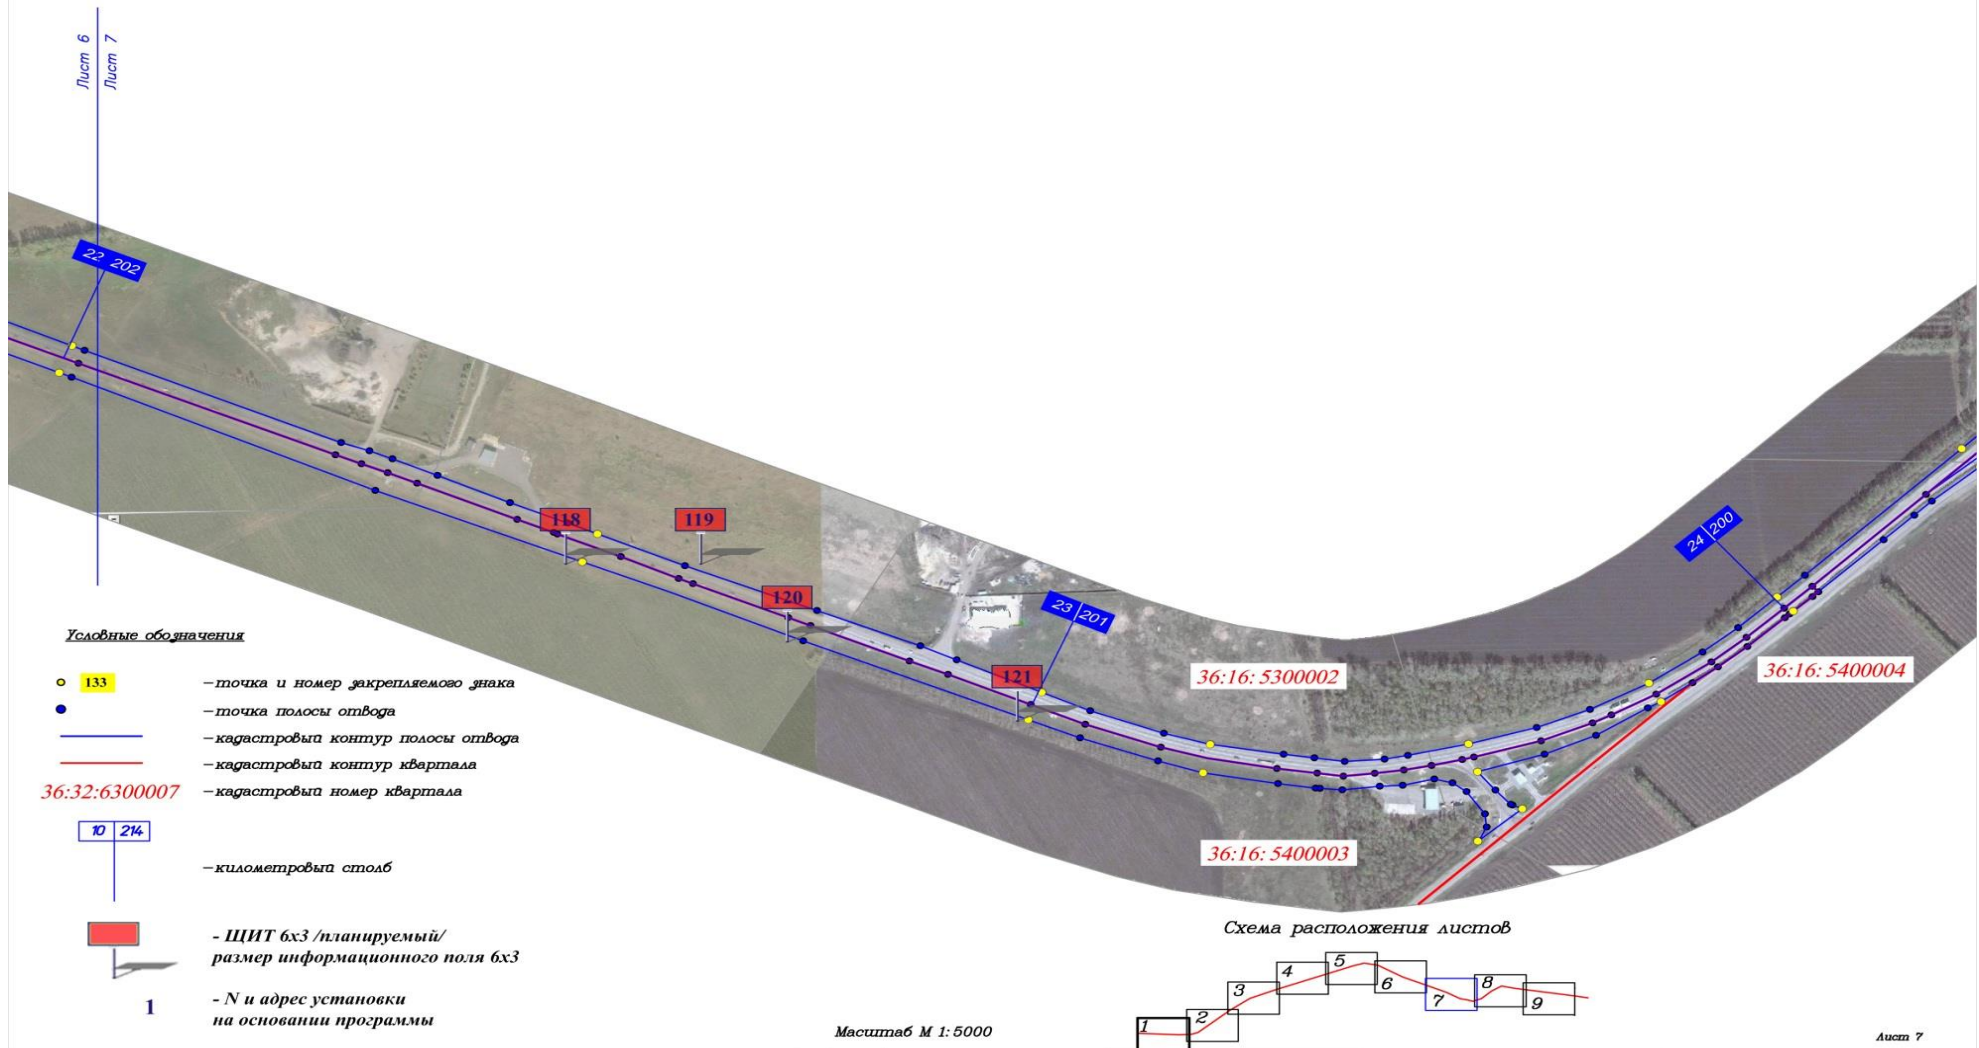 Лист 6
Лист 7
22 202
118
119
120
23 201
121
24 200
36:16: 5300002
36:16: 5400004
36:16: 5400003
Условные обозначения
133
–точка и номер закрепляемого знака
–точка полосы отвода
–кадастровый контур полосы отвода
–кадастровый контур квартала
36:32:6300007
–кадастровый номер квартала
10 214
–километровый столб
- ЩИТ 6х3 /планируемый/
размер информационного поля 6х3
1
- N и адрес установки
на основании программы
Схема расположения листов
1
2
3
4
5
6
7
8
9
Масштаб М 1: 5000
Лист 7